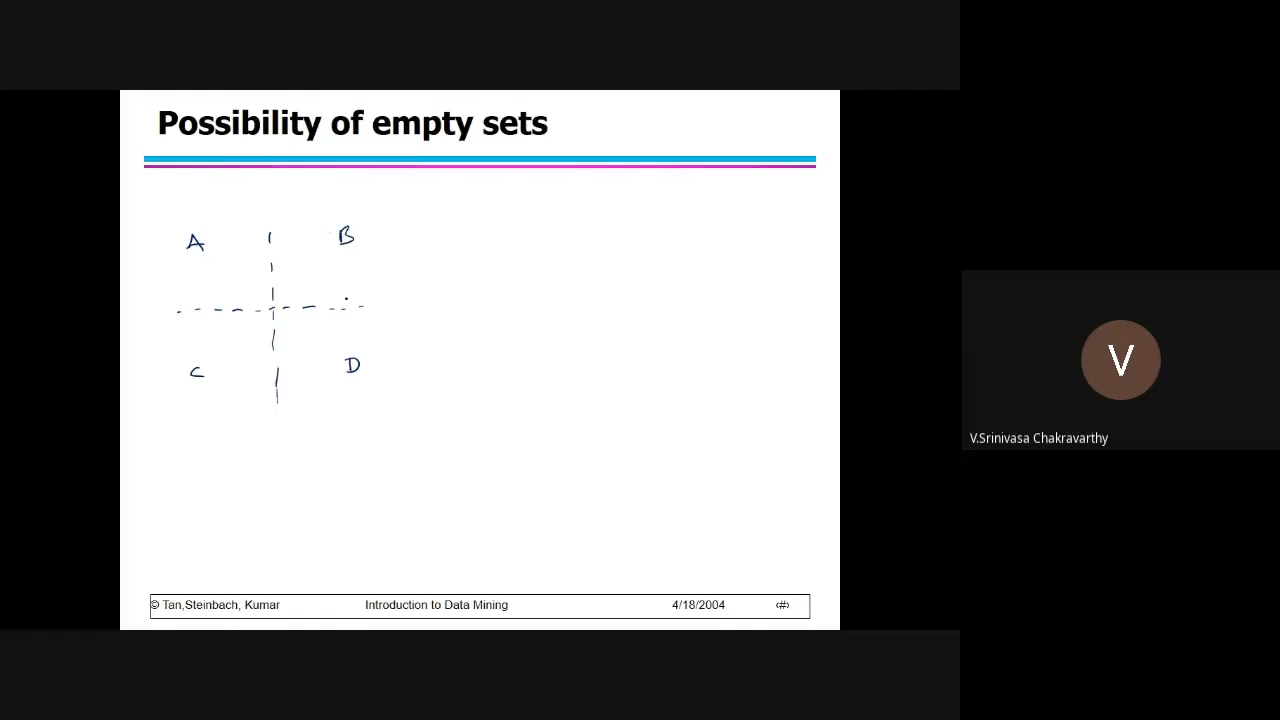 Possibility of empty sets
A B
C D
© Tan,Steinbach, Kumar Introduction to Data Mining 4/18/2004 ‹#›
V
V.Srinivasa Chakravarthy